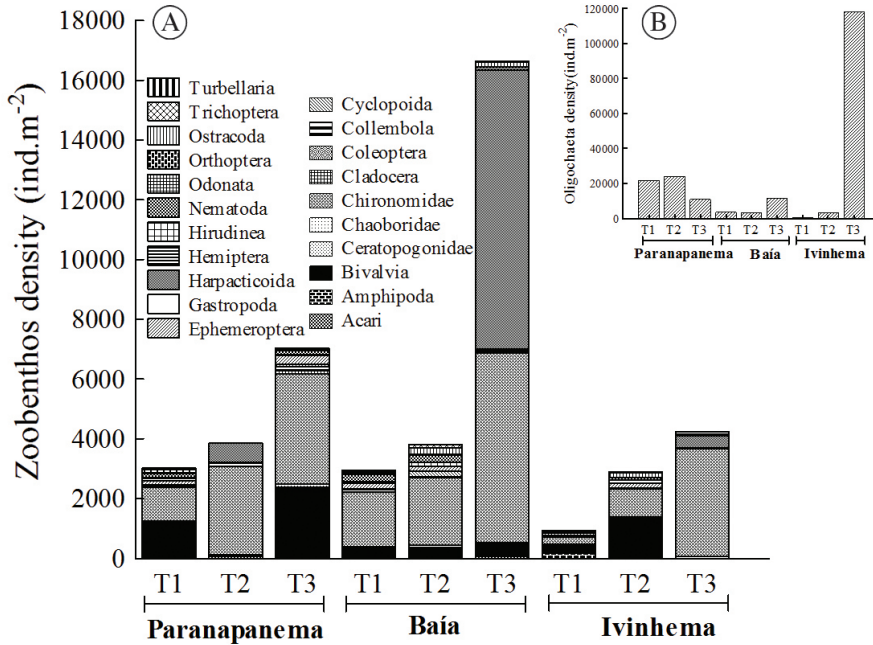 A
Zoobenthos density (ind.m-2)
18000
16000
14000
12000
10000
8000
6000
4000
2000
0
Turbellaria
Trichoptera
Ostracoda
Orthoptera
Odonata
Nematoda
Hirudinea
Hemiptera
Harpacticoida
Gastropoda
Ephemeroptera
Cyclopoida
Collembola
Coleoptera
Cladocera
Chironomidae
Chaoboridae
Ceratopogonidae
Bivalvia
Amphipoda
Acari
T1 T2 T3 T1 T2 T3 T1 T2 T3
Paranapanema Baía Ivinhema
B
Oligochaeta density(ind.m-2)
120000
100000
80000
60000
40000
20000
0
T1 T2 T3 T1 T2 T3 T1 T2 T3
Paranapanema Baía Ivinhema